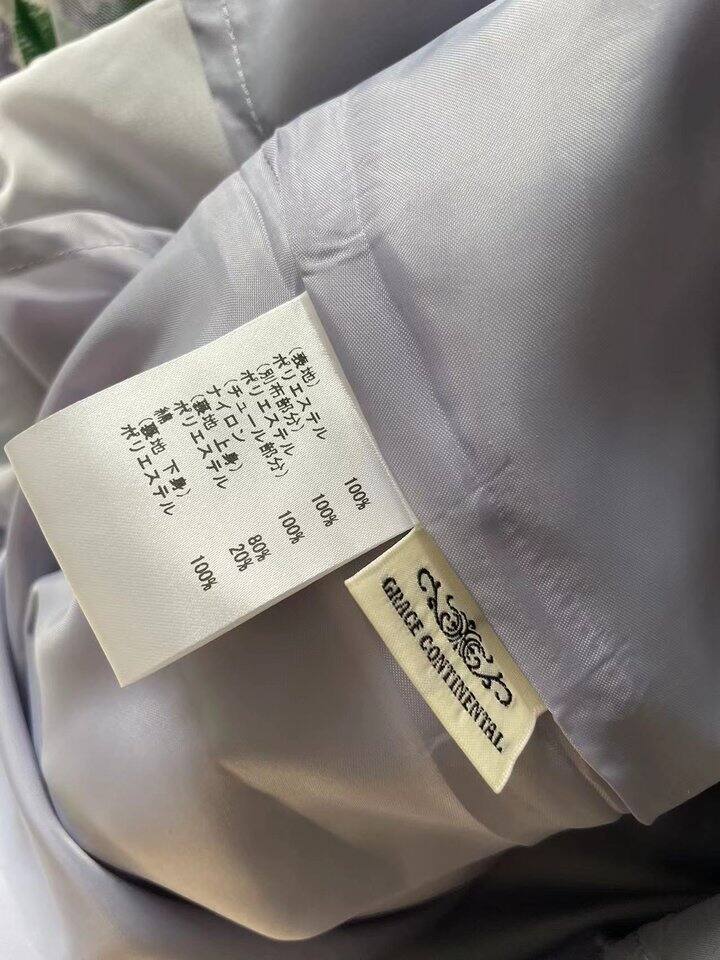 (表地)
ポリエステル 100%
(別布部分)
ポリエステル 100%
(チュール部分)
ナイロン 100%
(裏地 上身)
ポリエステル 80%
綿 20%
(裏地 下身)
ポリエステル 100%
GRACE CONTINENTAL